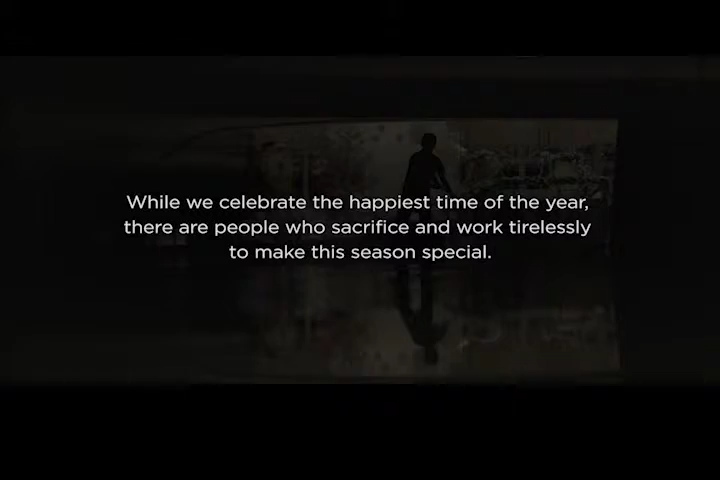 While we celebrate the happiest time of the year,
there are people who sacrifice and work tirelessly
to make this season special.